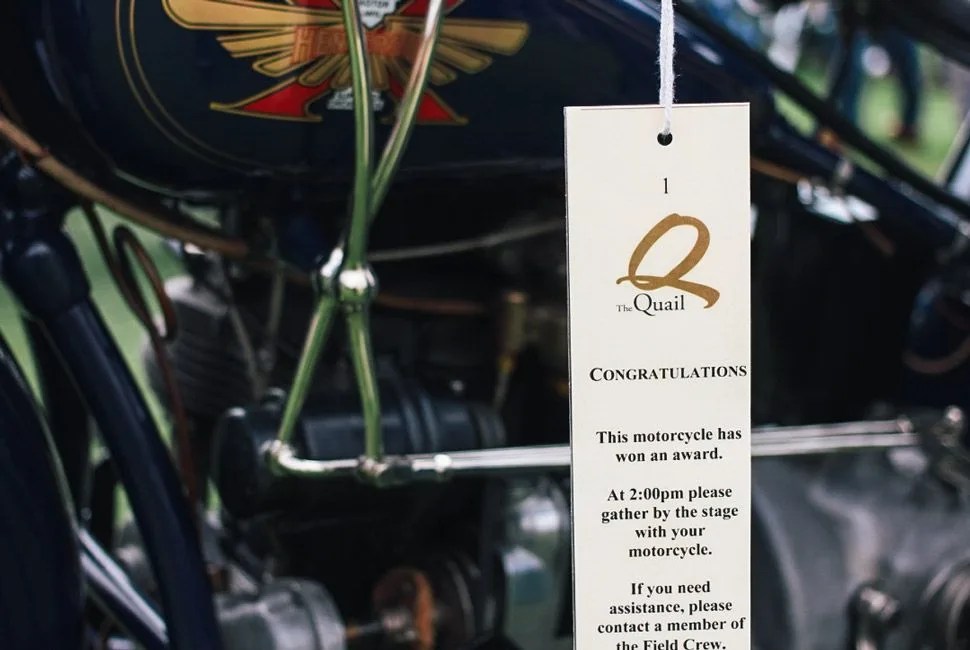 HENDERSON
1
The Quail
CONGRATULATIONS
This motorcycle has
won an award.
At 2:00pm please
gather by the stage
with your
motorcycle.
If you need
assistance, please
contact a member of
the Field Crew.